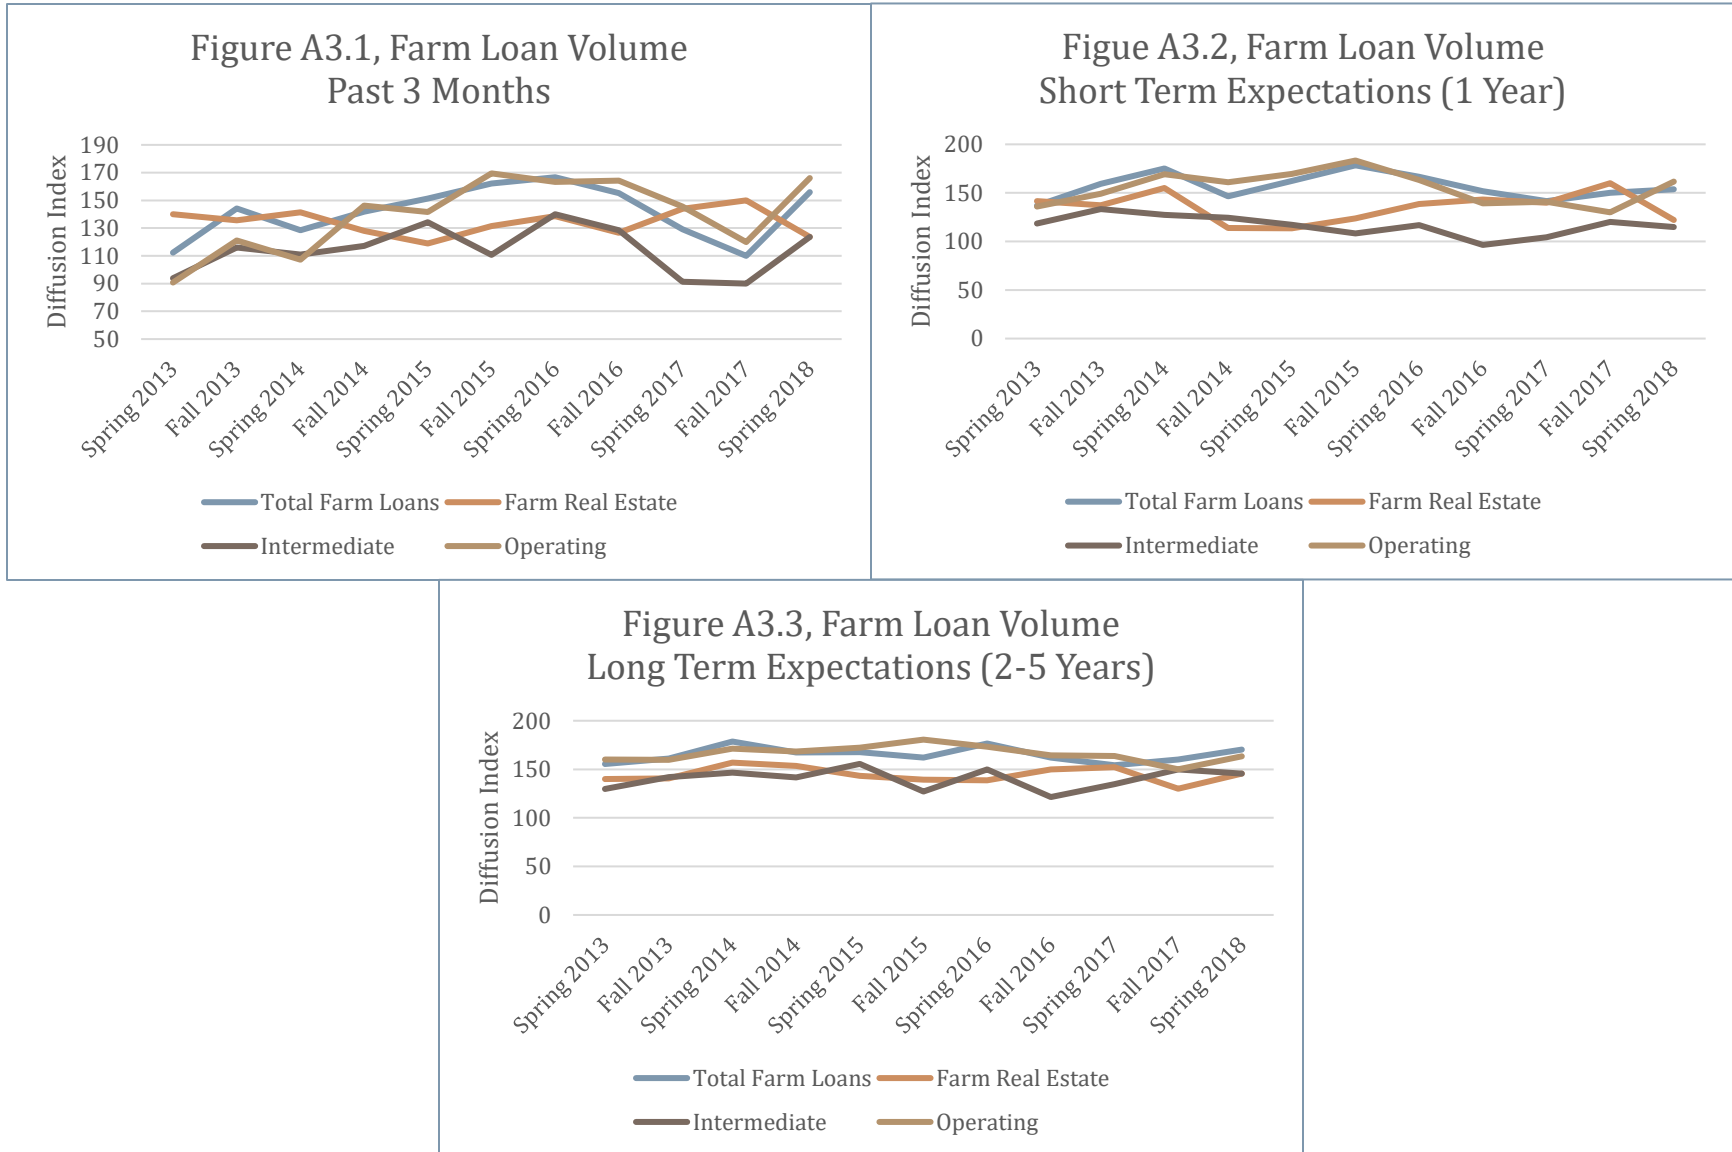 Figure A3.1, Farm Loan Volume
Past 3 Months
Diffusion Index
190
170
150
130
110
90
70
50
Spring 2013
Fall 2013
Spring 2014
Fall 2014
Spring 2015
Fall 2015
Spring 2016
Fall 2016
Spring 2017
Fall 2017
Spring 2018
Total Farm Loans
Farm Real Estate
Intermediate
Operating
Figue A3.2, Farm Loan Volume
Short Term Expectations (1 Year)
Diffusion Index
200
150
100
50
0
Spring 2013
Fall 2013
Spring 2014
Fall 2014
Spring 2015
Fall 2015
Spring 2016
Fall 2016
Spring 2017
Fall 2017
Spring 2018
Total Farm Loans
Farm Real Estate
Intermediate
Operating
Figure A3.3, Farm Loan Volume
Long Term Expectations (2-5 Years)
Diffusion Index
200
150
100
50
0
Spring 2013
Fall 2013
Spring 2014
Fall 2014
Spring 2015
Fall 2015
Spring 2016
Fall 2016
Spring 2017
Fall 2017
Spring 2018
Total Farm Loans
Farm Real Estate
Intermediate
Operating